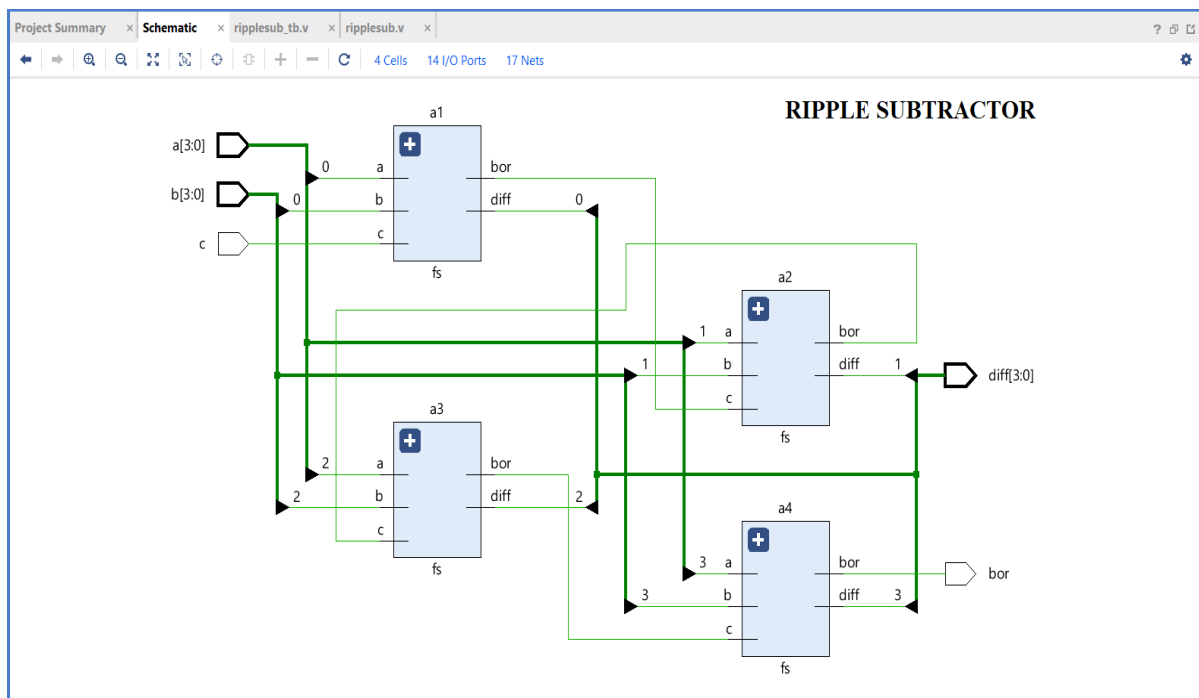 Project Summary × Schematic × ripplesub_tb.v × ripplesub.v ×
?
4 Cells 14 I/O Ports 17 Nets
RIPPLE SUBTRACTOR
a1
a[3:0]
0 a bor
b[3:0]
0 b diff 0
c
c
fs
a2
1 a bor
1 b diff 1
diff[3:0]
c
fs
a3
2 a bor
2 b diff 2
c
fs
a4
3 a bor
bor
3 b diff 3
c
fs